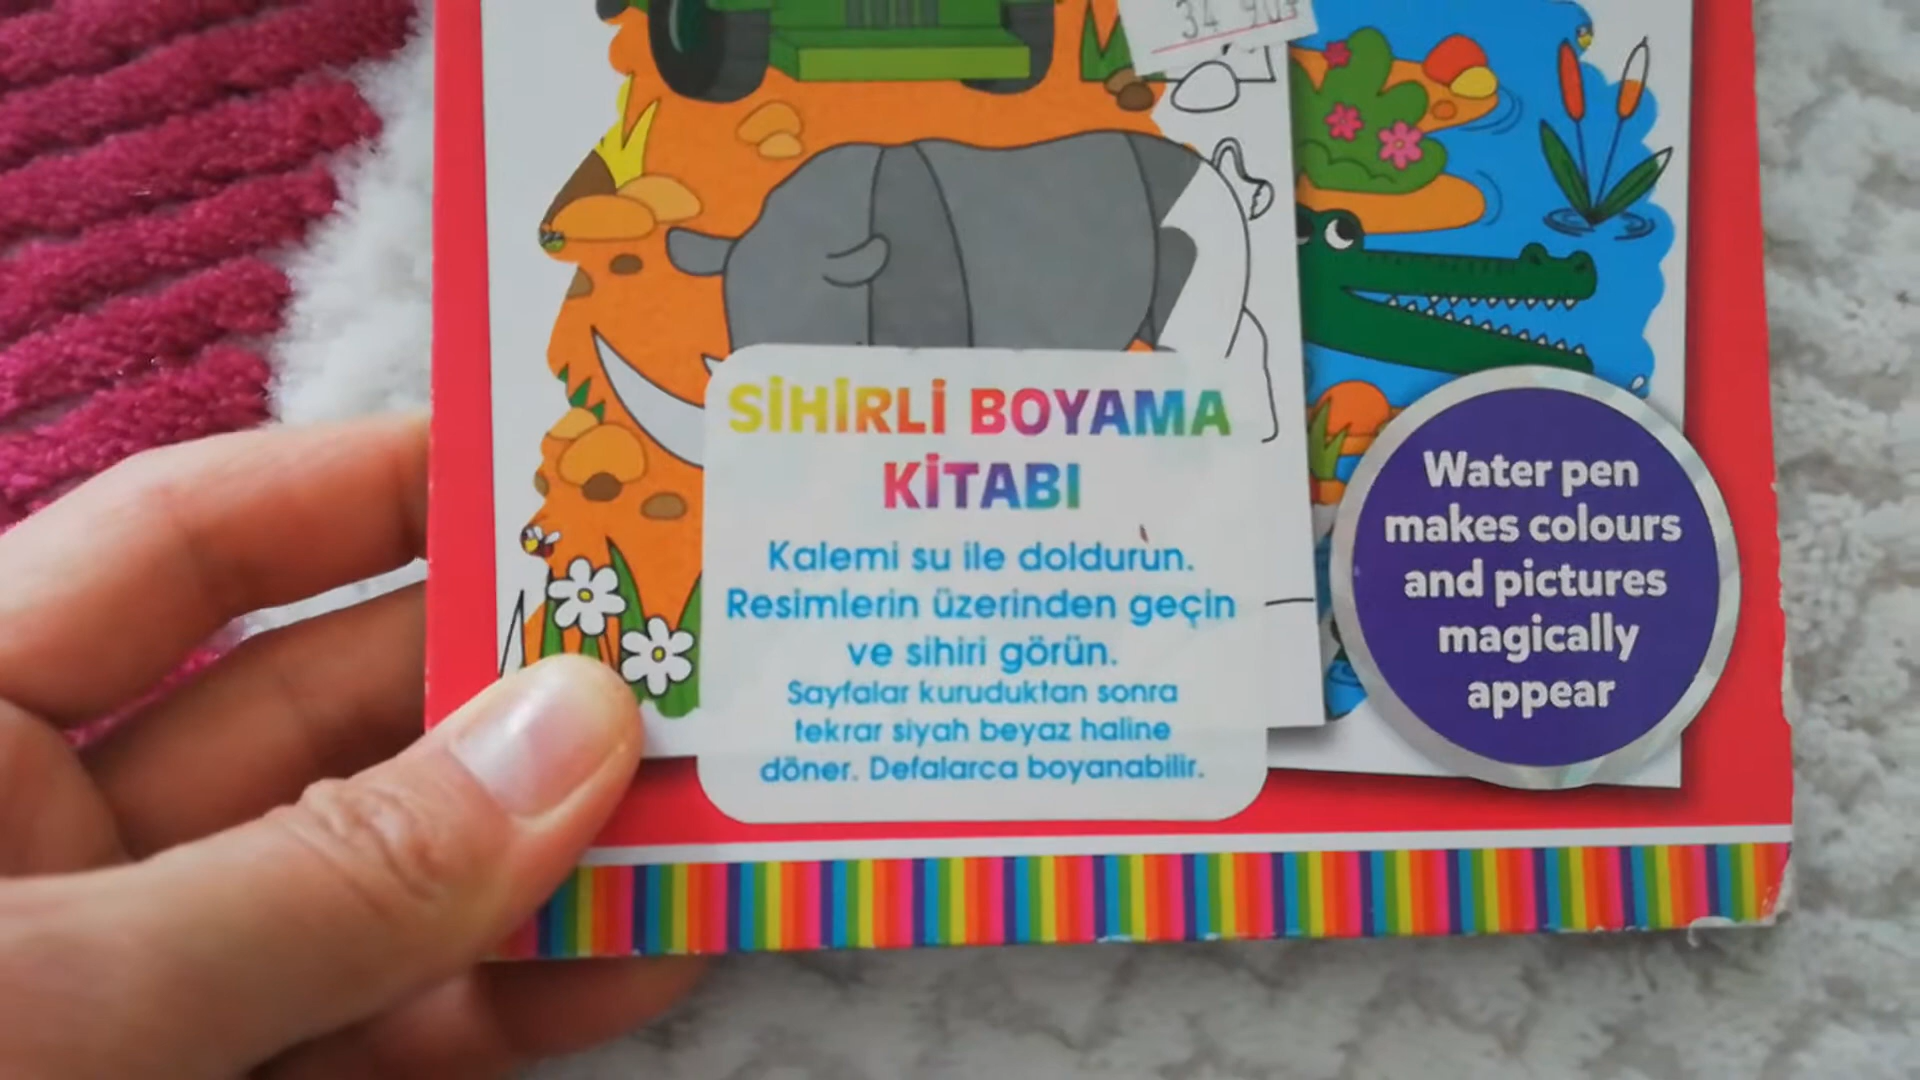 SİHİRLİ BOYAMA
KİTABI
Kalemi su ile doldurun.
Resimlerin üzerinden geçin
ve sihiri görün.
Sayfalar kuruduktan sonra
tekrar siyah beyaz haline
döner. Defalarca boyanabilir.
Water pen
makes colours
and pictures
magically
appear